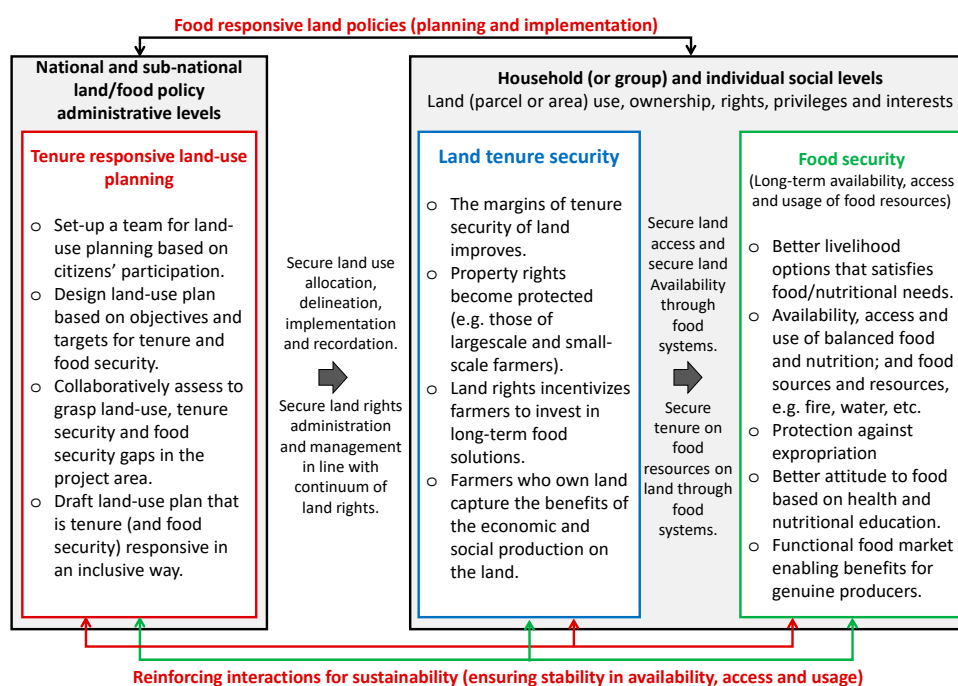 Food responsive land policies (planning and implementation)
National and sub-national
land/food policy
administrative levels
Tenure responsive land-use
planning
o Set-up a team for land-
use planning based on
citizens' participation.
o Design land-use plan
based on objectives and
targets for tenure and
food security.
o Collaboratively assess to
grasp land-use, tenure
security and food
security gaps in the
project area.
o Draft land-use plan that
is tenure (and food
security) responsive in
an inclusive way.
Secure land use
allocation,
delineation,
implementation
and recordation.
Secure land rights
administration
and management
in line with
continuum of
land rights.
Household (or group) and individual social levels
Land (parcel or area) use, ownership, rights, privileges and interests
Land tenure security
o The margins of tenure
security of land
improves.
o Property rights
become protected
(e.g. those of
largescale and small-
scale farmers).
o Land rights incentivizes
farmers to invest in
long-term food
solutions.
o Farmers who own land
capture the benefits of
the economic and
social production on
the land.
Secure land
access and
secure land
Availability
through
food
systems.
Secure
tenure on
food
resources on
land through
food
systems.
Food security
(Long-term availability, access
and usage of food resources)
o Better livelihood
options that satisfies
food/nutritional needs.
o Availability, access and
use of balanced food
and nutrition; and food
sources and resources,
e.g. fire, water, etc.
o Protection against
expropriation
o Better attitude to food
based on health and
nutritional education.
o Functional food market
enabling benefits for
genuine producers.
Reinforcing interactions for sustainability (ensuring stability in availability, access and usage)